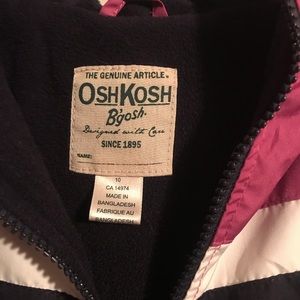 THE GENUINE ARTICLE®
OSHKOSH
B'gosh.
Designed with Care
SINCE 1895
NAME:
10
CA 14974
MADE IN
BANGLADESH
FABRIQUÉ AU
BANGLADESH